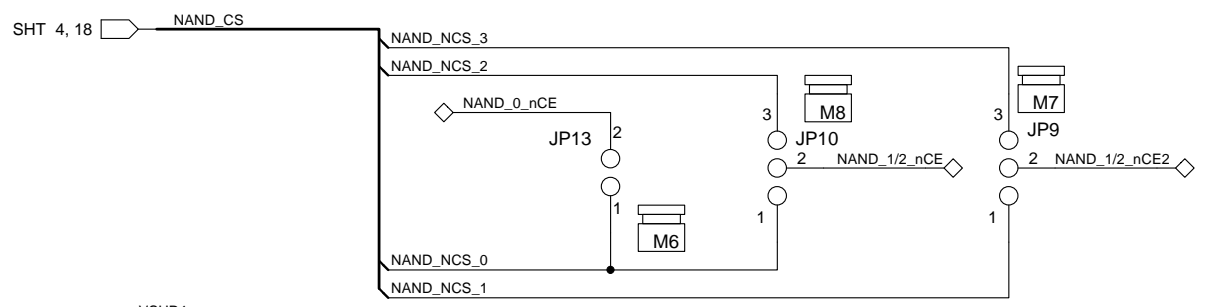 SHT 4, 18
NAND_CS
NAND_NCS_3
NAND_NCS_2
NAND_0_nCE
M8
M7
JP13
2
3
JP10
3
JP9
2
NAND_1/2_nCE
2
NAND_1/2_nCE2
1
1
1
M6
NAND_NCS_0
NAND_NCS_1